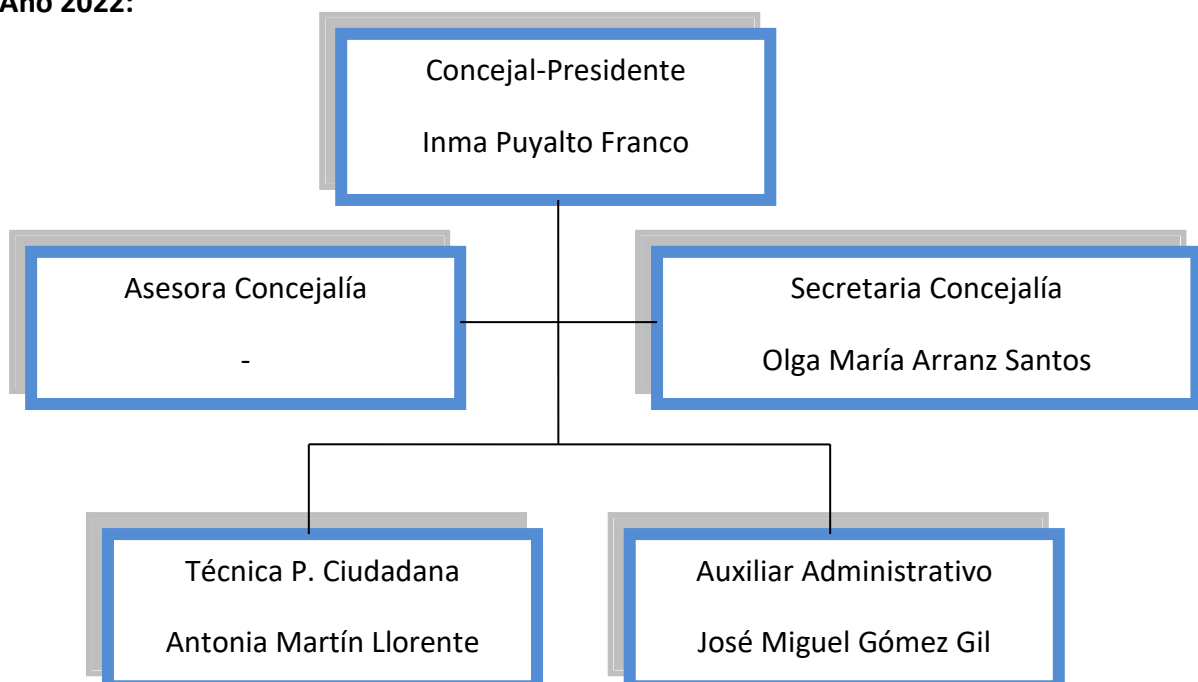 Año 2022:
Concejal-Presidente
Inma Puyalto Franco
Asesora Concejalía
-
Secretaria Concejalía
Olga María Arranz Santos
Técnica P. Ciudadana
Antonia Martín Llorente
Auxiliar Administrativo
José Miguel Gómez Gil